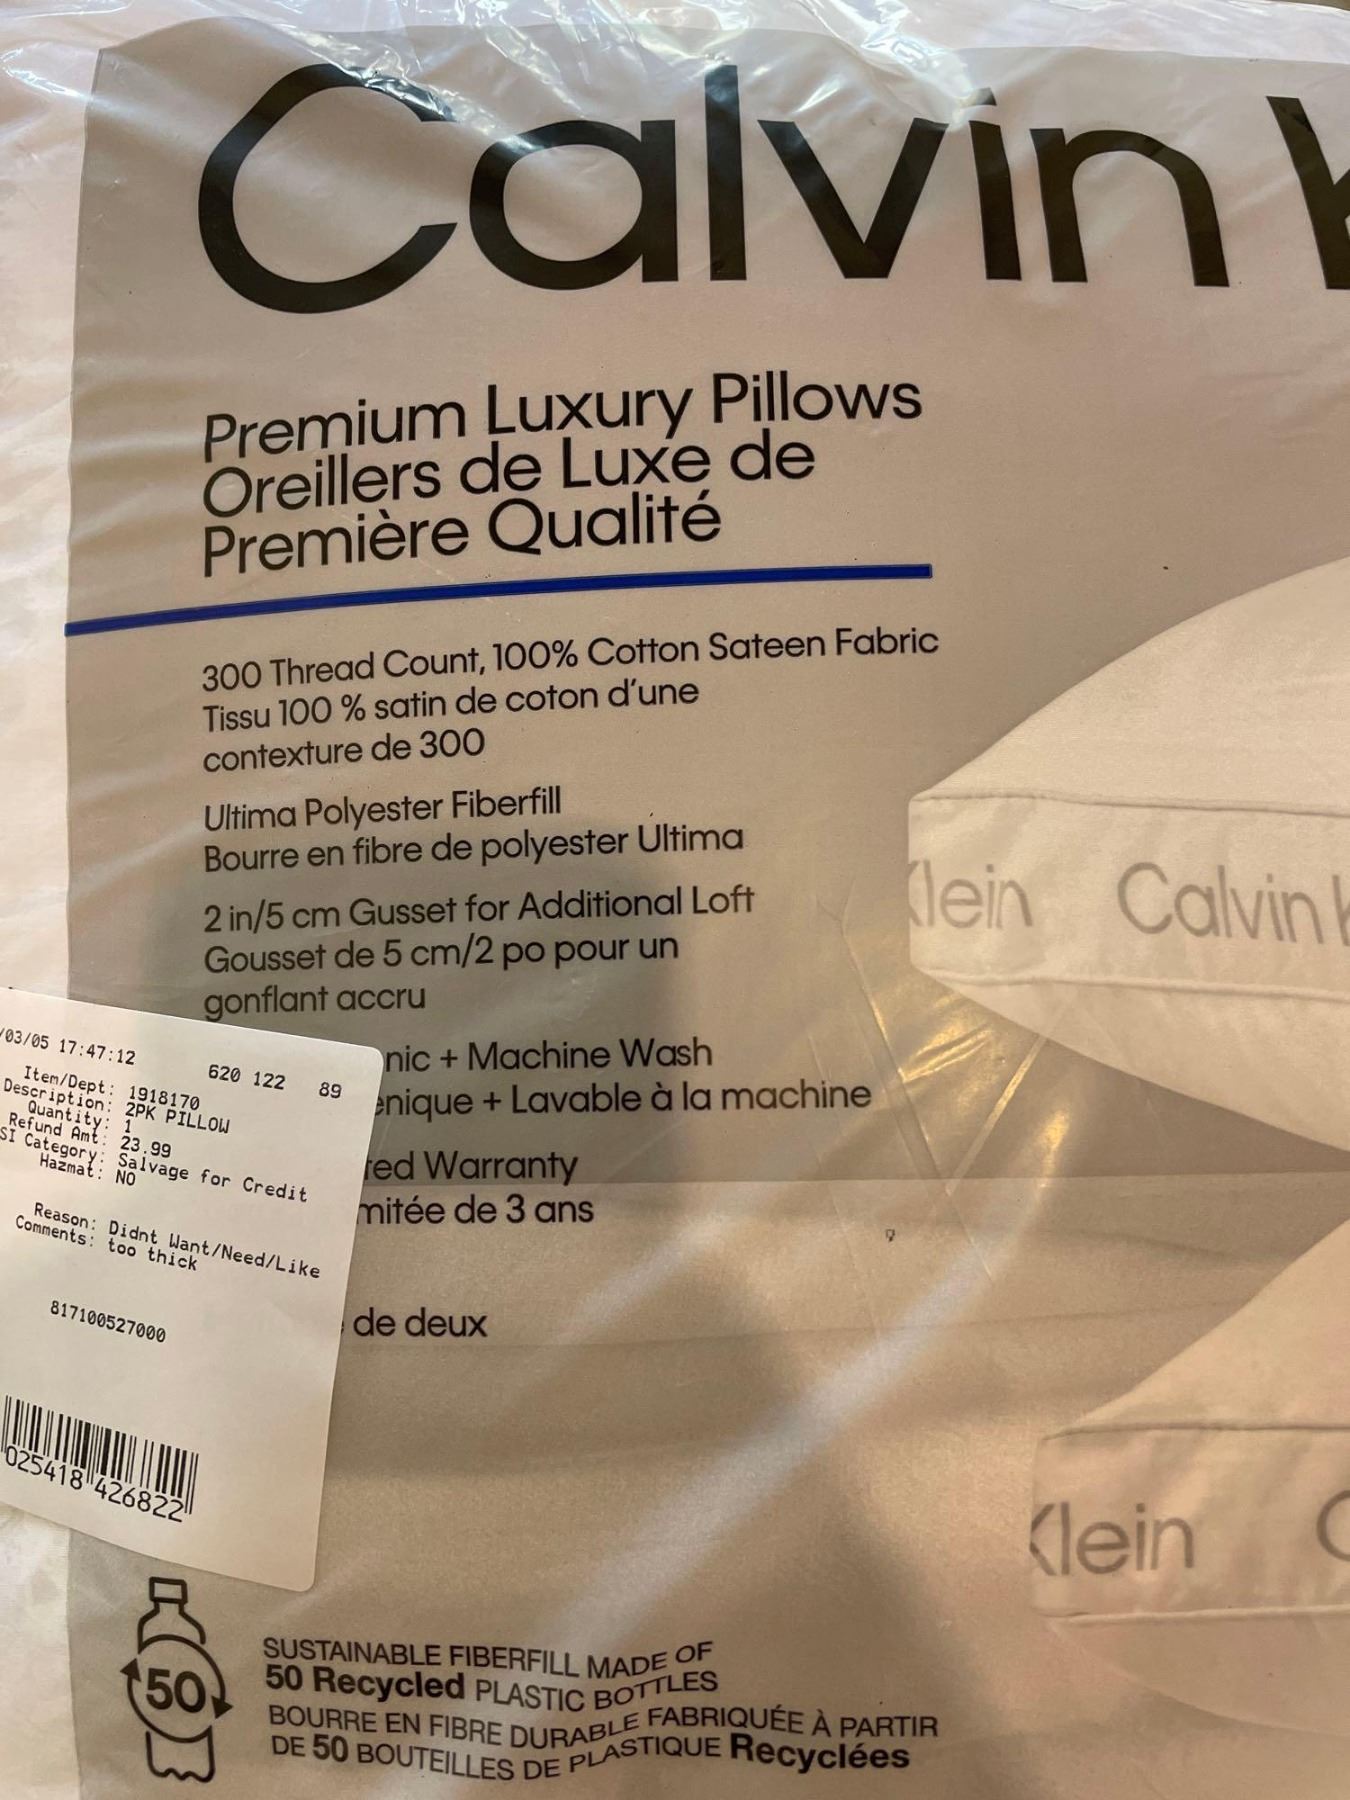 Calvin
Premium Luxury Pillows
Oreillers de Luxe de
Première Qualité
300 Thread Count, 100% Cotton Sateen Fabric
Tissu 100 % satin de coton d'une
contexture de 300
Ultima Polyester Fiberfill
Bourre en fibre de polyester Ultima
2 in/5 cm Gusset for Additional Loft
Gousset de 5 cm/2 po pour un
gonflant accru
nic + Machine Wash
enique + Lavable à la machine
ted Warranty
mitée de 3 ans
de deux
/03/05 17:47:12 620 122 89
Item/Dept: 1918170
Description: 2PK PILLOW
Quantity: 1
Refund Amt: 23.99
SI Category: Salvage for Credit
Hazmat: NO
Reason: Didnt Want/Need/Like
Comments: too thick
817100527000
025418 426822
lein Calvin K
Klein C
50
SUSTAINABLE FIBERFILL MADE OF
50 Recycled PLASTIC BOTTLES
BOURRE EN FIBRE DURABLE FABRIQUÉE À PARTIR
DE 50 BOUTEILLES DE PLASTIQUE Recyclées